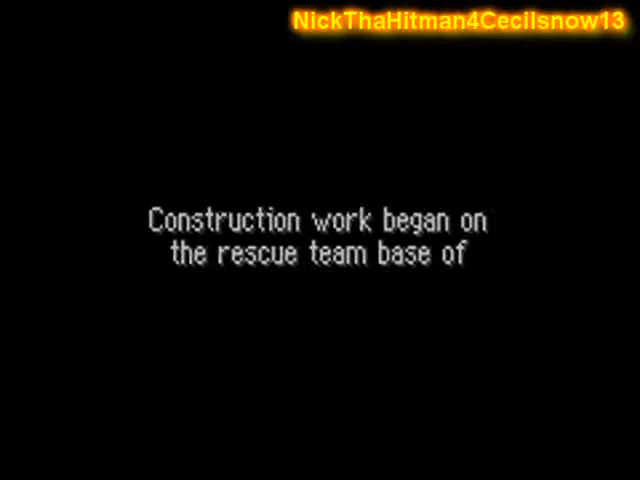 NickThaHitman4Cecilsnow13
Construction work began on
the rescue team base of